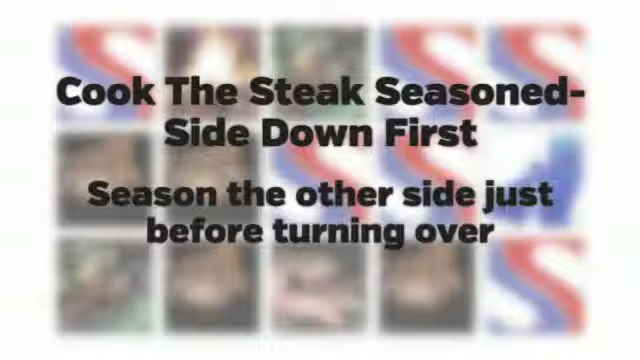 Cook The Steak Seasoned-
Side Down First
Season the other side just
before turning over